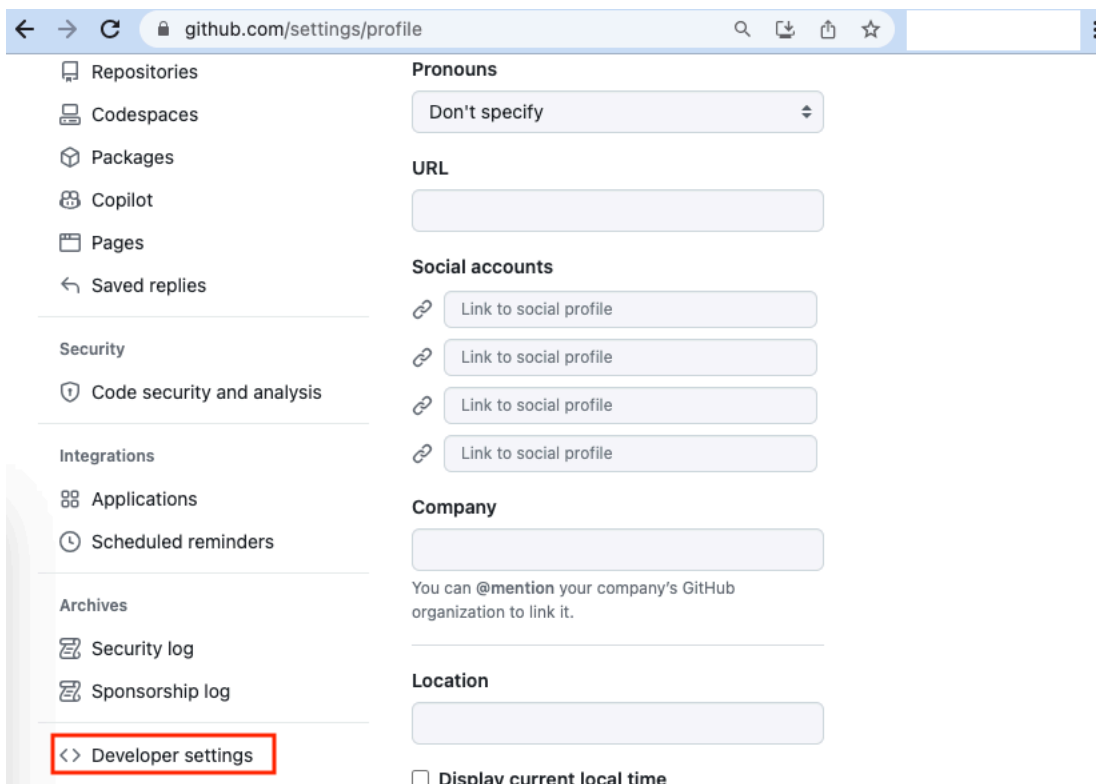 github.com/settings/profile
Repositories
Codespaces
Packages
Copilot
Pages
Saved replies
Security
Code security and analysis
Integrations
Applications
Scheduled reminders
Archives
Security log
Sponsorship log
Developer settings
Pronouns
Don't specify
URL
Social accounts
Link to social profile
Link to social profile
Link to social profile
Link to social profile
Company
You can @mention your company's GitHub
organization to link it.
Location
Display current local time